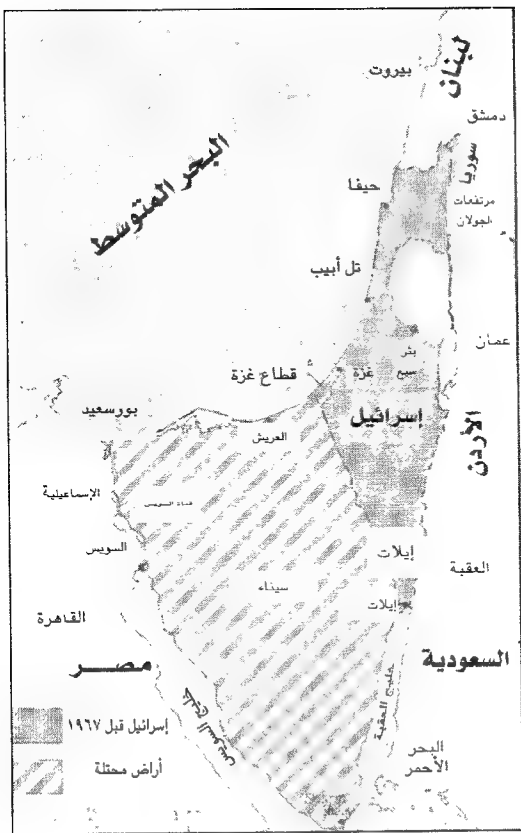 لبنان
بيروت
دمشق
سوريا
البحر المتوسط
حيفا
مرتفعات
الجولان
تل أبيب
عمان
بئر
سبع
غزة
قطاع غزة
إسرائيل
بورسعيد
العريش
الأردن
الإسماعيلية
قناة السويس
السويس
إيلات
العقبة
سيناء
إيلات
القاهرة
مصر
السعودية
خليج السويس
خليج العقبة
البحر
الأحمر
إسرائيل قبل ١٩٦٧
أراض محتلة